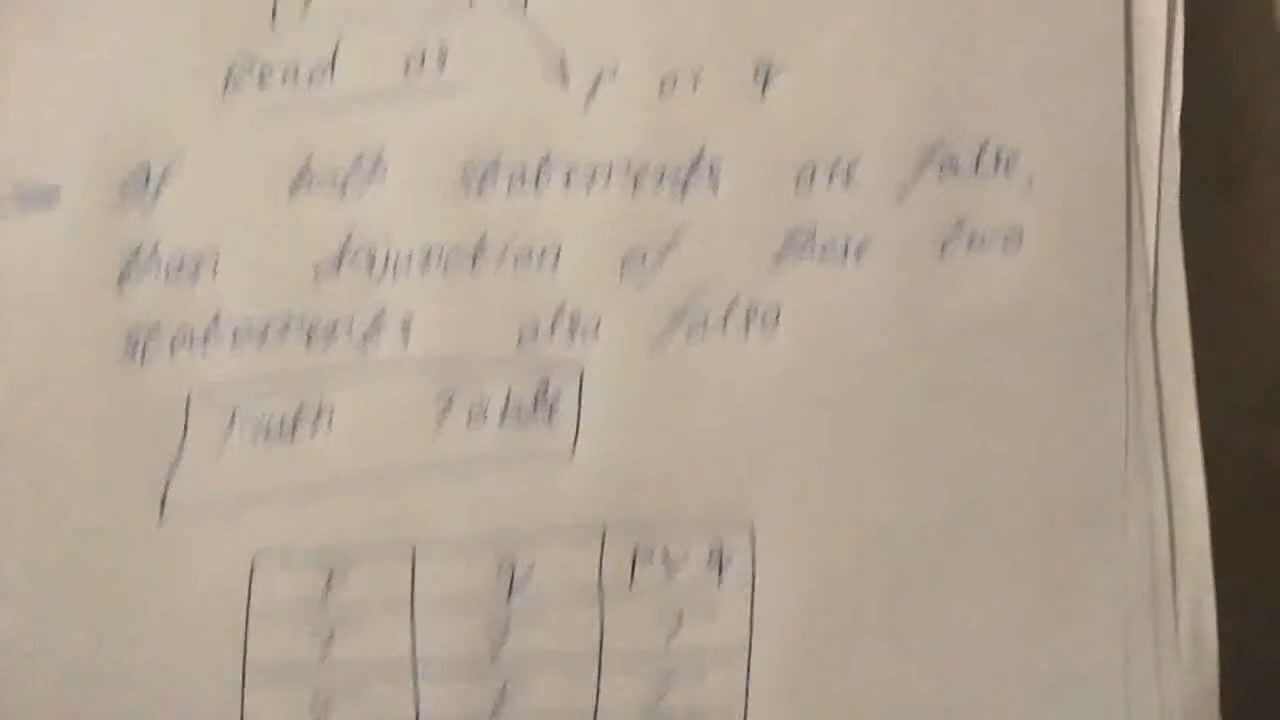 Read as p or q
If both statements are false,
then disjunction of these two
statements also false
Truth Table
p q p ∨ q